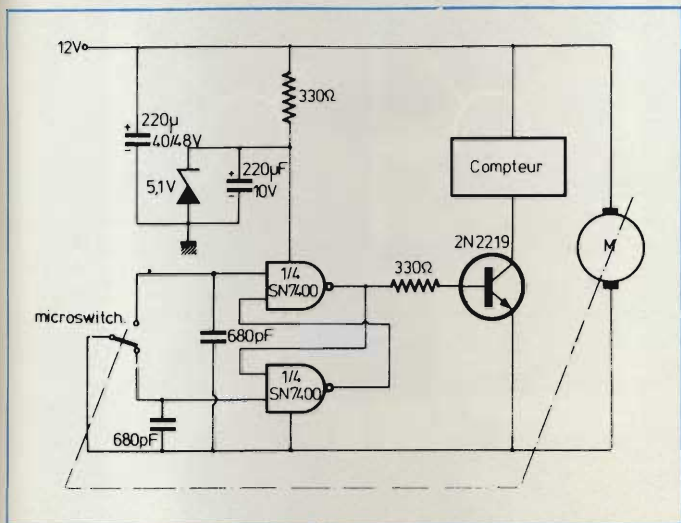 12V
330Ω
220µ
40/48V
+
-
5,1V
+
220µF
-
10V
Compteur
2N2219
M
1/4
SN7400
330Ω
microswitch
680pF
1/4
SN7400
680pF